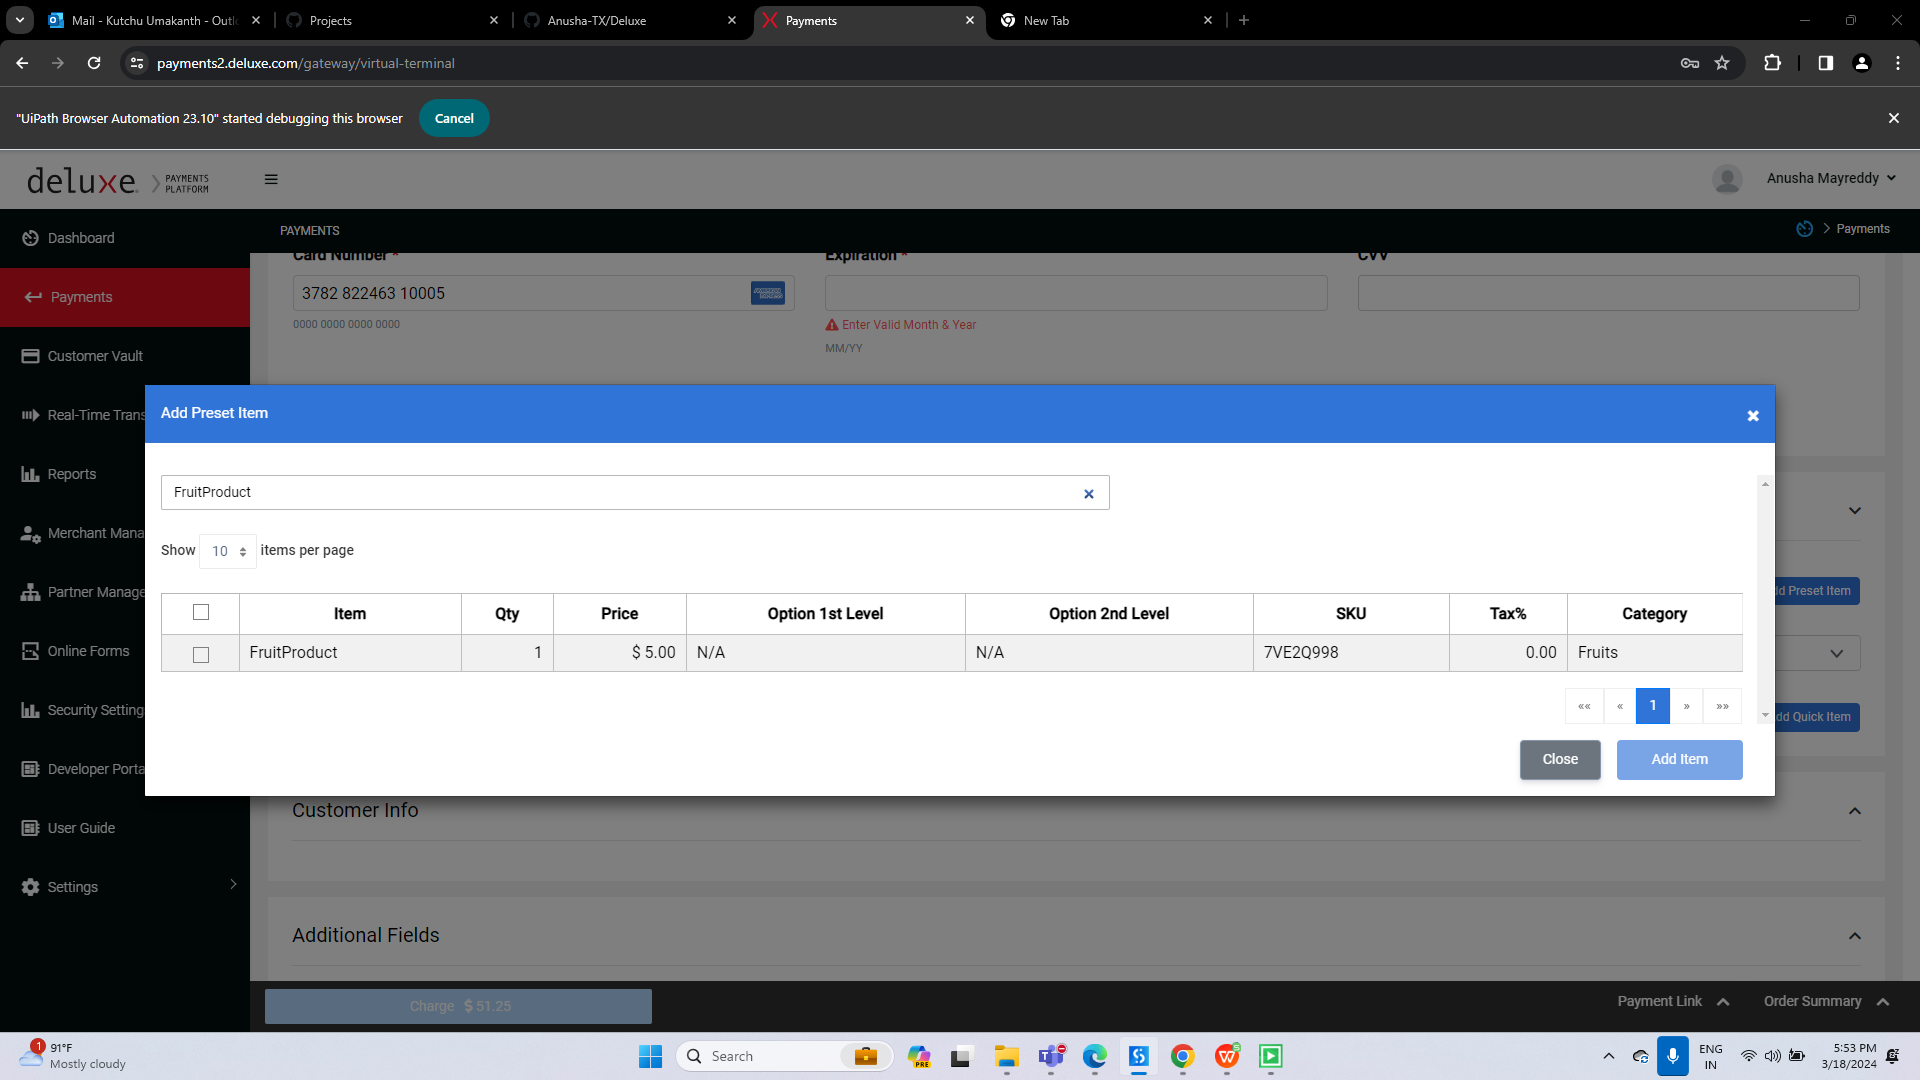 Mail - Kutchu Umakanth - Outl
Projects
Anusha-TX/Deluxe
Payments
New Tab
payments2.deluxe.com/gateway/virtual-terminal
"UiPath Browser Automation 23.10" started debugging this browser
Cancel
deluxe. PAYMENTS PLATFORM
Anusha Mayreddy
Dashboard
PAYMENTS
Payments
Payments
Card Number *
Expiration *
CVV
3782 822463 10005
0000 0000 0000 0000
Enter Valid Month & Year
MM/YY
Customer Vault
Real-Time Trans
Reports
Merchant Mana
Partner Manage
Online Forms
Security Setting
Developer Porta
User Guide
Settings
Add Preset Item
FruitProduct
Show 10 items per page
Item Qty Price Option 1st Level Option 2nd Level SKU Tax% Category
FruitProduct 1 $ 5.00 N/A N/A 7VE2Q998 0.00 Fruits
«« « 1 » »»
Close
Add Item
dd Preset Item
dd Quick Item
Customer Info
Additional Fields
Charge $ 51.25
Payment Link
Order Summary
1
91°F
Mostly cloudy
Search
PRE
ENG
IN
5:53 PM
3/18/2024